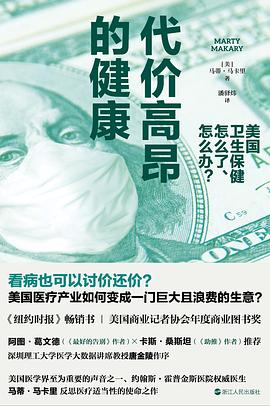 MARTY
MAKARY
[美]
马蒂·马卡里
著
潘驿炜
译
代价高昂
的健康
美国
卫生保健
怎么了、
怎么办?
看病也可以讨价还价?
美国医疗产业如何变成一门巨大且浪费的生意?
《纽约时报》畅销书 | 美国商业记者协会年度商业图书奖
阿图·葛文德(《最好的告别》作者)×卡斯·桑斯坦(《助推》作者)推荐
深圳理工大学医学大数据讲席教授唐金陵作序
美国医学界至为重要的声音之一、约翰斯·霍普金斯医院权威医生
马蒂·马卡里 反思医疗适当性的使命之作
浙江人民出版社